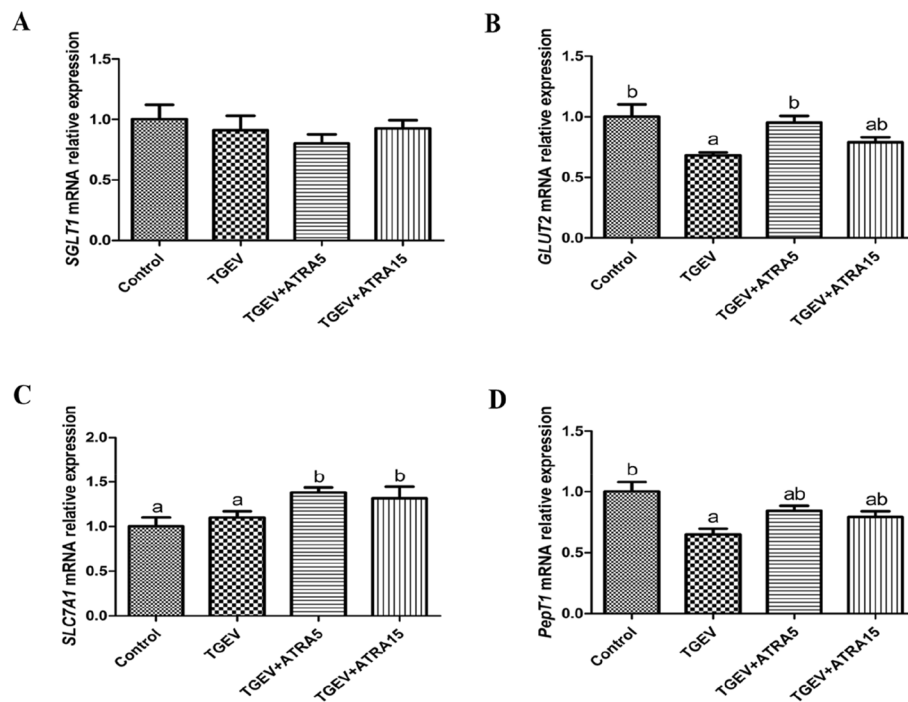 A
SGLT1 mRNA relative expression
1.5
1.0
0.5
0.0
Control
TGEV
TGEV+ATRA5
TGEV+ATRA15
B
GLUT2 mRNA relative expression
1.5
1.0
0.5
0.0
b
a
b
ab
Control
TGEV
TGEV+ATRA5
TGEV+ATRA15
C
SLC7A1 mRNA relative expression
2.0
1.5
1.0
0.5
0.0
a
a
b
b
Control
TGEV
TGEV+ATRA5
TGEV+ATRA15
D
PepT1 mRNA relative expression
1.5
1.0
0.5
0.0
b
a
ab
ab
Control
TGEV
TGEV+ATRA5
TGEV+ATRA15